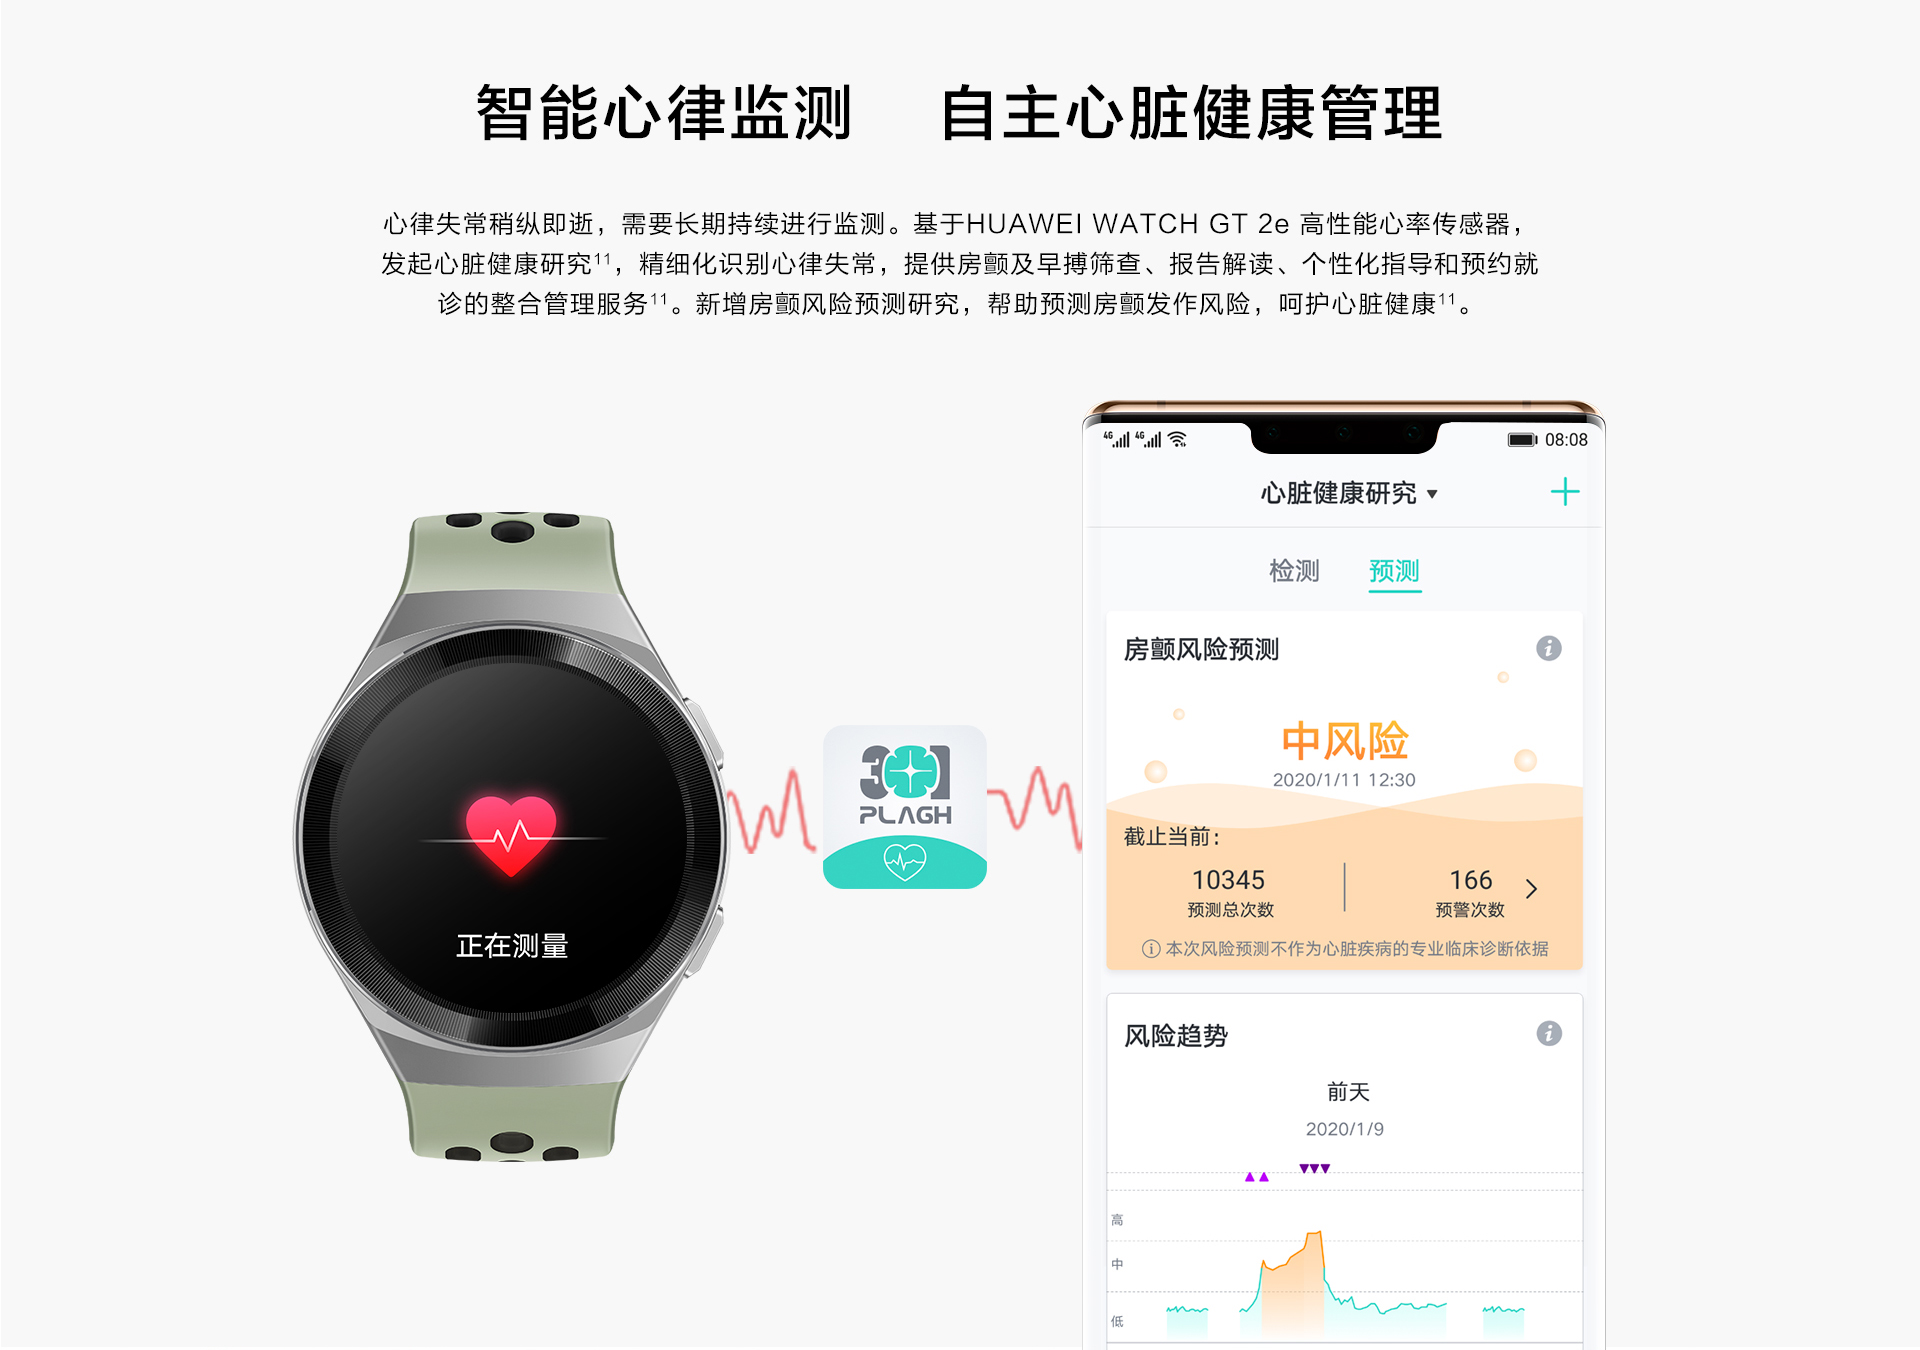 智能心律监测 自主心脏健康管理
心律失常稍纵即逝，需要长期持续进行监测。基于HUAWEI WATCH GT 2e 高性能心率传感器，
发起心脏健康研究¹¹，精细化识别心律失常，提供房颤及早搏筛查、报告解读、个性化指导和预约就
诊的整合管理服务¹¹。新增房颤风险预测研究，帮助预测房颤发作风险，呵护心脏健康¹¹。
正在测量
301
PLAGH
4G 4G 08:08
心脏健康研究
检测 预测
房颤风险预测
中风险
2020/1/11 12:30
截止当前：
10345 166
预测总次数 预警次数
本次风险预测不作为心脏疾病的专业临床诊断依据
风险趋势
前天
2020/1/9
高
中
低